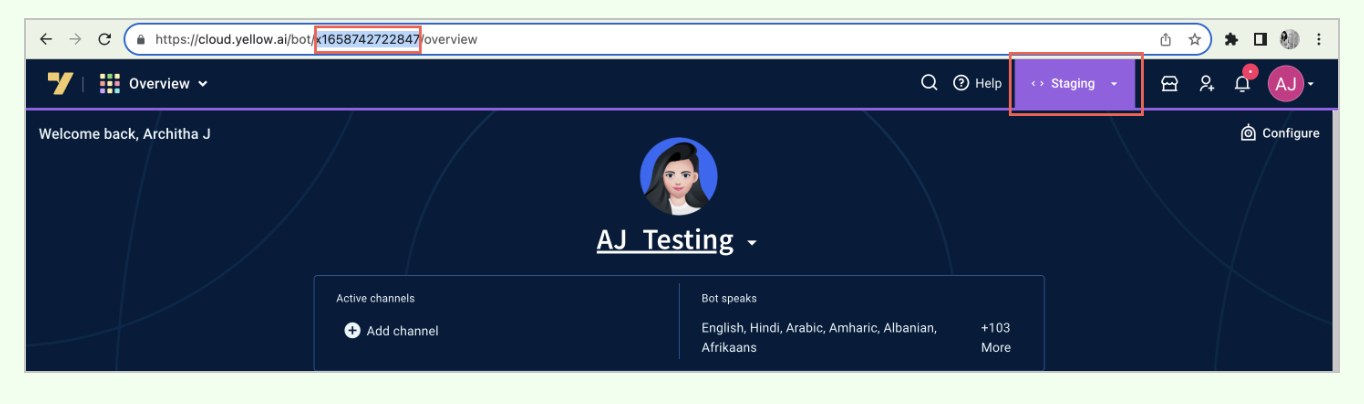 https://cloud.yellow.ai/bot/x1658742722847/overview
Overview
Help
<> Staging
AJ
Welcome back, Architha J
Configure
AJ_Testing
Active channels
Add channel
Bot speaks
English, Hindi, Arabic, Amharic, Albanian,
Afrikaans
+103
More